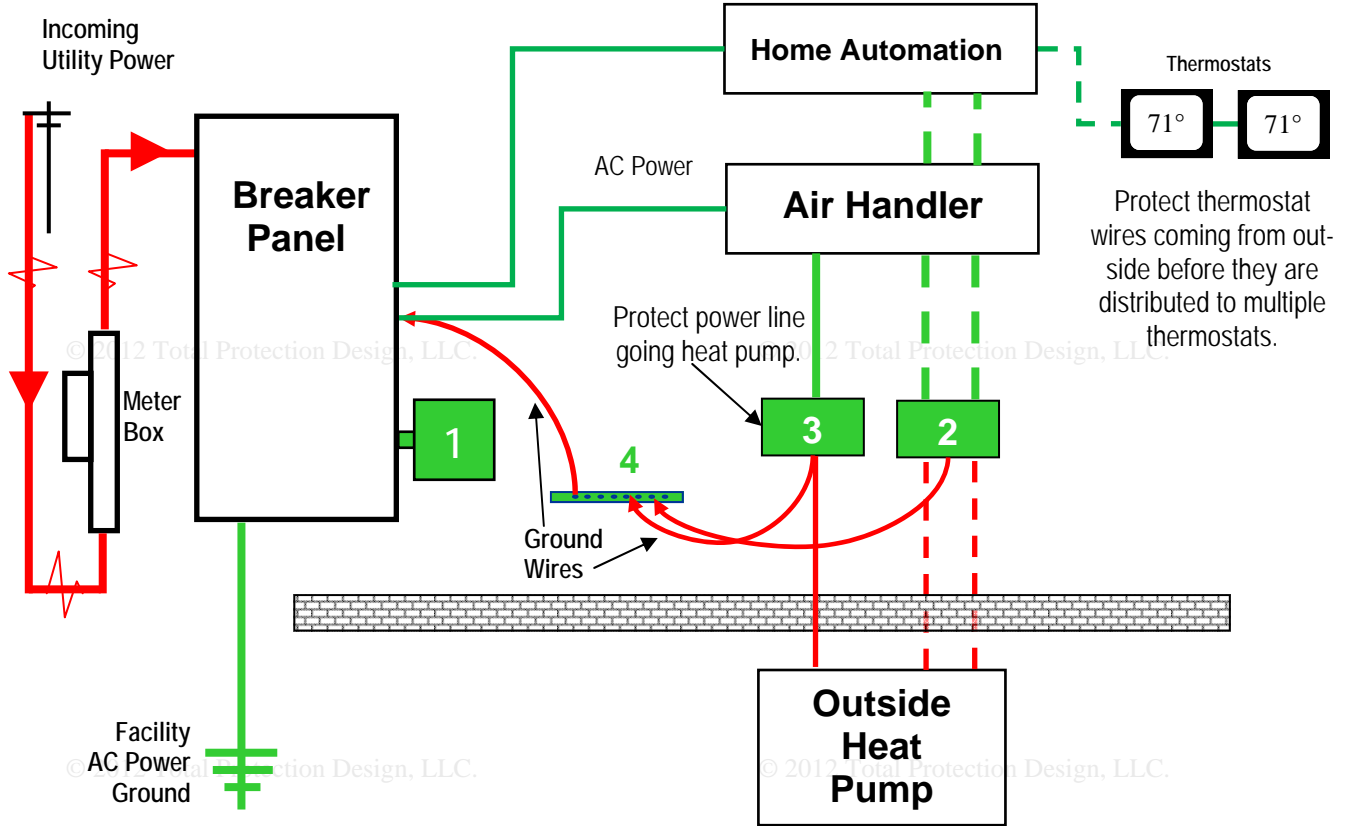 Incoming
Utility Power
Home Automation
Thermostats
71°
71°
AC Power
Breaker
Panel
Air Handler
Protect thermostat
wires coming from out-
side before they are
distributed to multiple
thermostats.
Protect power line
going heat pump.
© 2012 Total Protection Design, LLC.
© 2012 Total Protection Design, LLC.
Meter
Box
1
3
2
4
Ground
Wires
Outside
Heat
Pump
Facility
AC Power
Ground
© 2012 Total Protection Design, LLC.
© 2012 Total Protection Design, LLC.